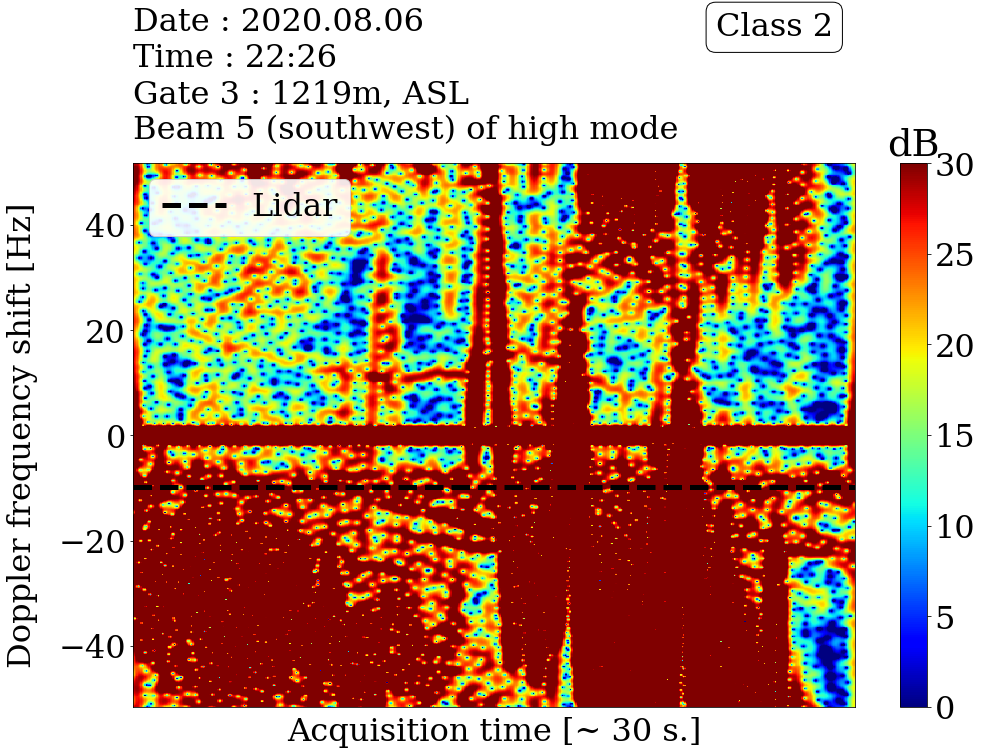 Date : 2020.08.06
Time : 22:26
Gate 3 : 1219m, ASL
Beam 5 (southwest) of high mode
Class 2
dB
Lidar
Doppler frequency shift [Hz]
40
20
0
−20
−40
30
25
20
15
10
5
0
Acquisition time [~ 30 s.]